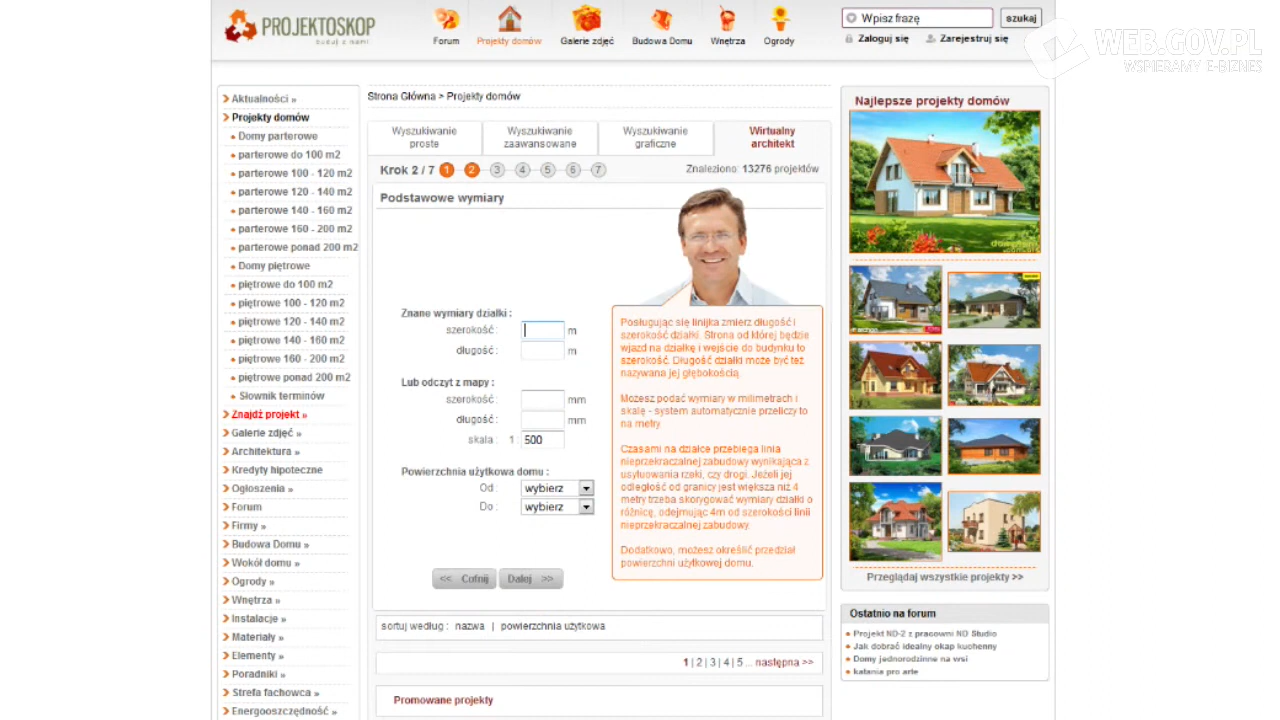 PROJEKTOSKOP
buduj z nami
Forum
Projekty domów
Galerie zdjęć
Budowa Domu
Wnętrza
Ogrody
Wpisz frazę
szukaj
Zaloguj się
Zarejestruj się
WEB.GOV.PL
WSPIERAMY E-BIZNES
Aktualności »
Projekty domów
Domy parterowe
parterowe do 100 m2
parterowe 100 - 120 m2
parterowe 120 - 140 m2
parterowe 140 - 160 m2
parterowe 160 - 200 m2
parterowe ponad 200 m2
Domy piętrowe
piętrowe do 100 m2
piętrowe 100 - 120 m2
piętrowe 120 - 140 m2
piętrowe 140 - 160 m2
piętrowe 160 - 200 m2
piętrowe ponad 200 m2
Słownik terminów
Znajdź projekt »
Galerie zdjęć »
Architektura »
Kredyty hipoteczne
Ogłoszenia »
Forum
Firmy »
Budowa Domu »
Wokół domu »
Ogrody »
Wnętrza »
Instalacje »
Materiały »
Elementy »
Poradniki »
Strefa fachowca »
Energooszczędność »
Strona Główna > Projekty domów
Wyszukiwanie proste
Wyszukiwanie zaawansowane
Wyszukiwanie graficzne
Wirtualny architekt
Krok 2 / 7 1 2 3 4 5 6 7
Znaleziono: 13276 projektów
Podstawowe wymiary
Znane wymiary działki :
szerokość : m
długość : m
Lub odczyt z mapy :
szerokość : mm
długość : mm
skala : 1 : 500
Powierzchnia użytkowa domu :
Od : wybierz
Do : wybierz
<< Cofnij
Dalej >>
Posługując się linijka zmierz długość i
szerokość działki. Strona od której będzie
wjazd na działkę i wejście do budynku to
szerokość. Długość działki może być też
nazywana jej głębokością.
Możesz podać wymiary w milimetrach i
skalę - system automatycznie przeliczy to
na metry.
Czasami na działce przebiega linia
nieprzekraczalnej zabudowy wynikająca z
usytuowania rzeki, czy drogi. Jeżeli jej
odległość od granicy jest większa niż 4
metry trzeba skorygować wymiary działki o
różnicę, odejmując 4m od szerokości linii
nieprzekraczalnej zabudowy.
Dodatkowo, możesz określić przedział
powierzchni użytkowej domu.
sortuj według : nazwa | powierzchnia użytkowa
1 | 2 | 3 | 4 | 5 ... następna >>
Promowane projekty
Najlepsze projekty domów
Przeglądaj wszystkie projekty >>
Ostatnio na forum
Projekt ND-2 z pracowni ND Studio
Jak dobrać idealny okap kuchenny
Domy jednorodzinne na wsi
katania pro arte